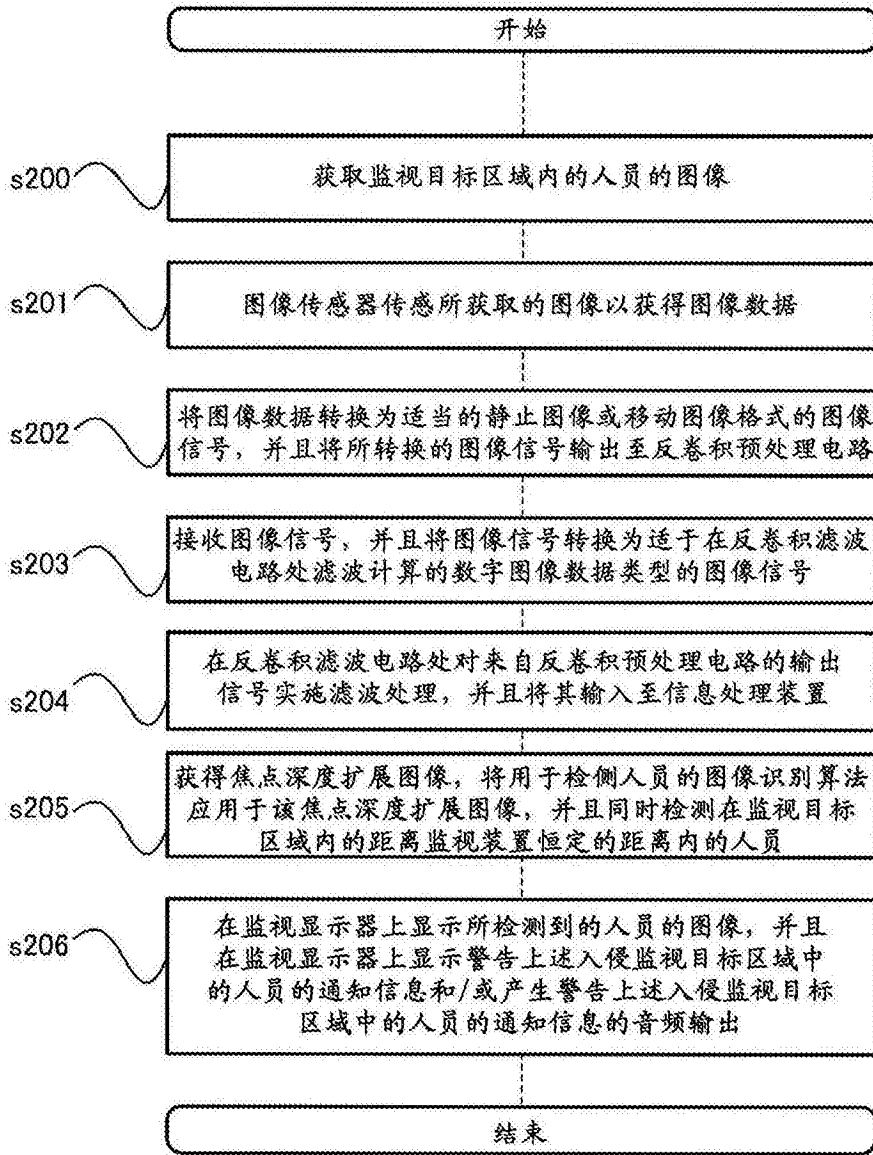 开始
s200
获取监视目标区域内的人员的图像
s201
图像传感器传感所获取的图像以获得图像数据
s202
将图像数据转换为适当的静止图像或移动图像格式的图像
信号，并且将所转换的图像信号输出至反卷积预处理电路
s203
接收图像信号，并且将图像信号转换为适于在反卷积滤波
电路处滤波计算的数字图像数据类型的图像信号
s204
在反卷积滤波电路处对来自反卷积预处理电路的输出
信号实施滤波处理，并且将其输入至信息处理装置
s205
获得焦点深度扩展图像，将用于检侧人员的图像识别算法
应用于该焦点深度扩展图像，并且同时检测在监视目标
区域内的距离监视装置恒定的距离内的人员
s206
在监视显示器上显示所检测到的人员的图像，并且
在监视显示器上显示警告上述入侵监视目标区域中
的人员的通知信息和/或产生警告上述入侵监视目标
区域中的人员的通知信息的音频输出
结束